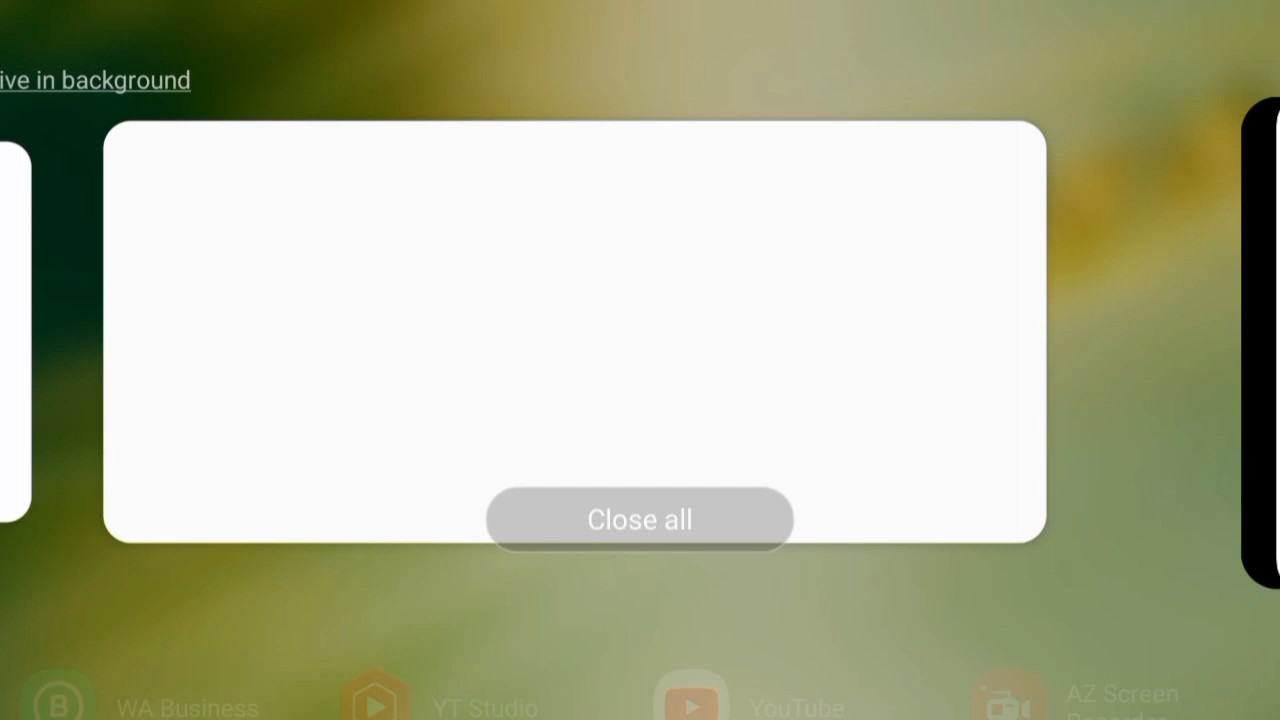 ive in background
Close all
WA Business
YT Studio
YouTube
AZ Screen